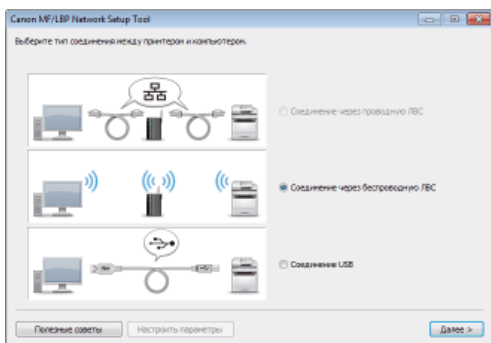 Canon MF/LBP Network Setup Tool
Выберите тип соединения между принтером и компьютером.
Соединение через проводную ЛВС
Соединение через беспроводную ЛВС
Соединение USB
Полезные советы
Настроить параметры
Далее >